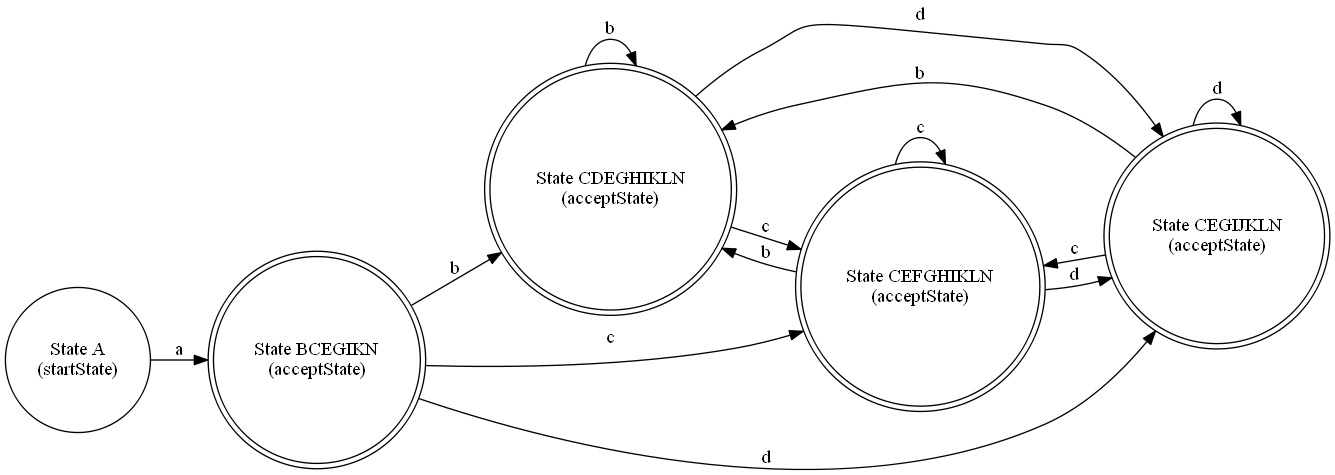 d
b
b
d
b
State CDEGHIKLN
(acceptState)
c
c
b
State CEGIJKLN
(acceptState)
c
d
State CEFGHIKLN
(acceptState)
b
c
State A
(startState)
a
State BCEGIKN
(acceptState)
d